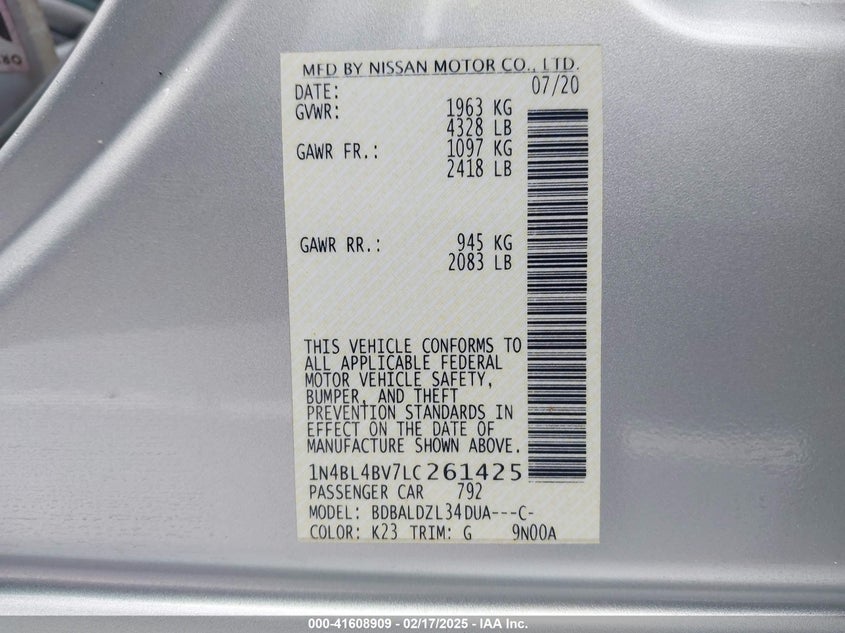 MFD BY NISSAN MOTOR CO., LTD.
DATE: 07/20
GVWR: 1963 KG
4328 LB
GAWR FR.: 1097 KG
2418 LB
GAWR RR.: 945 KG
2083 LB
THIS VEHICLE CONFORMS TO
ALL APPLICABLE FEDERAL
MOTOR VEHICLE SAFETY,
BUMPER, AND THEFT
PREVENTION STANDARDS IN
EFFECT ON THE DATE OF
MANUFACTURE SHOWN ABOVE.
1N4BL4BV7LC261425
PASSENGER CAR 792
MODEL: BDBALDZL34DUA---C-
COLOR: K23 TRIM: G 9N00A
000-41608909 - 02/17/2025 - IAA Inc.